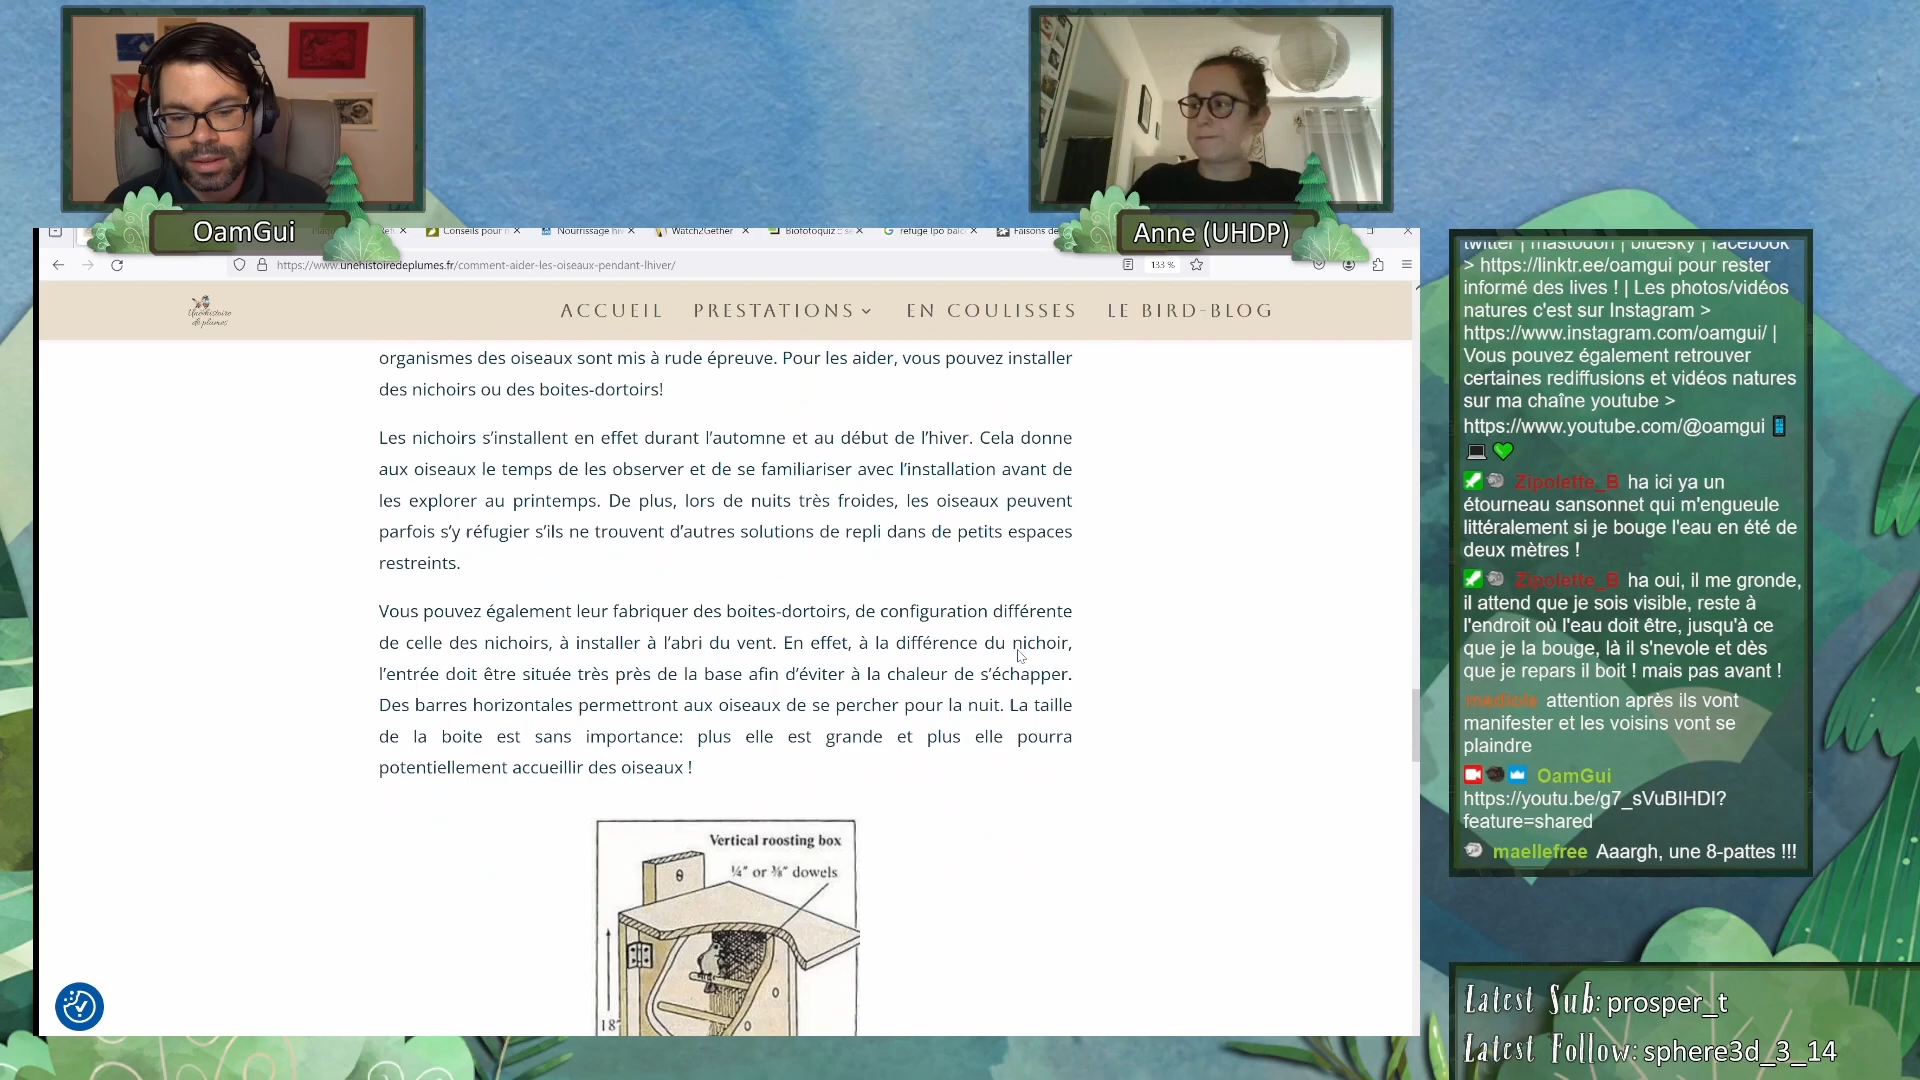 OamGui
Anne (UHDP)
Conseils pour
Nourrissage hiv
Watch2Gether
Biofotoquiz :: se
refuge lpo balc
Faisons de
https://www.unehistoiredeplumes.fr/comment-aider-les-oiseaux-pendant-lhiver/
133 %
Une histoire
de plumes
ACCUEIL PRESTATIONS EN COULISSES LE BIRD-BLOG
organismes des oiseaux sont mis à rude épreuve. Pour les aider, vous pouvez installer
des nichoirs ou des boites-dortoirs!
Les nichoirs s’installent en effet durant l’automne et au début de l’hiver. Cela donne
aux oiseaux le temps de les observer et de se familiariser avec l’installation avant de
les explorer au printemps. De plus, lors de nuits très froides, les oiseaux peuvent
parfois s’y réfugier s’ils ne trouvent d’autres solutions de repli dans de petits espaces
restreints.
Vous pouvez également leur fabriquer des boites-dortoirs, de configuration différente
de celle des nichoirs, à installer à l’abri du vent. En effet, à la différence du nichoir,
l’entrée doit être située très près de la base afin d’éviter à la chaleur de s’échapper.
Des barres horizontales permettront aux oiseaux de se percher pour la nuit. La taille
de la boite est sans importance: plus elle est grande et plus elle pourra
potentiellement accueillir des oiseaux !
Vertical roosting box
¼" or ⅜" dowels
18"
twitter | mastodon | bluesky | facebook
> https://linktr.ee/oamgui pour rester
informé des lives ! | Les photos/vidéos
natures c'est sur Instagram >
https://www.instagram.com/oamgui/ |
Vous pouvez également retrouver
certaines rediffusions et vidéos natures
sur ma chaîne youtube >
https://www.youtube.com/@oamgui
Zipolette_B ha ici ya un
étourneau sansonnet qui m'engueule
littéralement si je bouge l'eau en été de
deux mètres !
Zipolette_B ha oui, il me gronde,
il attend que je sois visible, reste à
l'endroit où l'eau doit être, jusqu'à ce
que je la bouge, là il s'nevole et dès
que je repars il boit ! mais pas avant !
mediole attention après ils vont
manifester et les voisins vont se
plaindre
OamGui
https://youtu.be/g7_sVuBIHDI?
feature=shared
maellefree Aaargh, une 8-pattes !!!
Latest Sub: prosper_t
Latest Follow: sphere3d_3_14